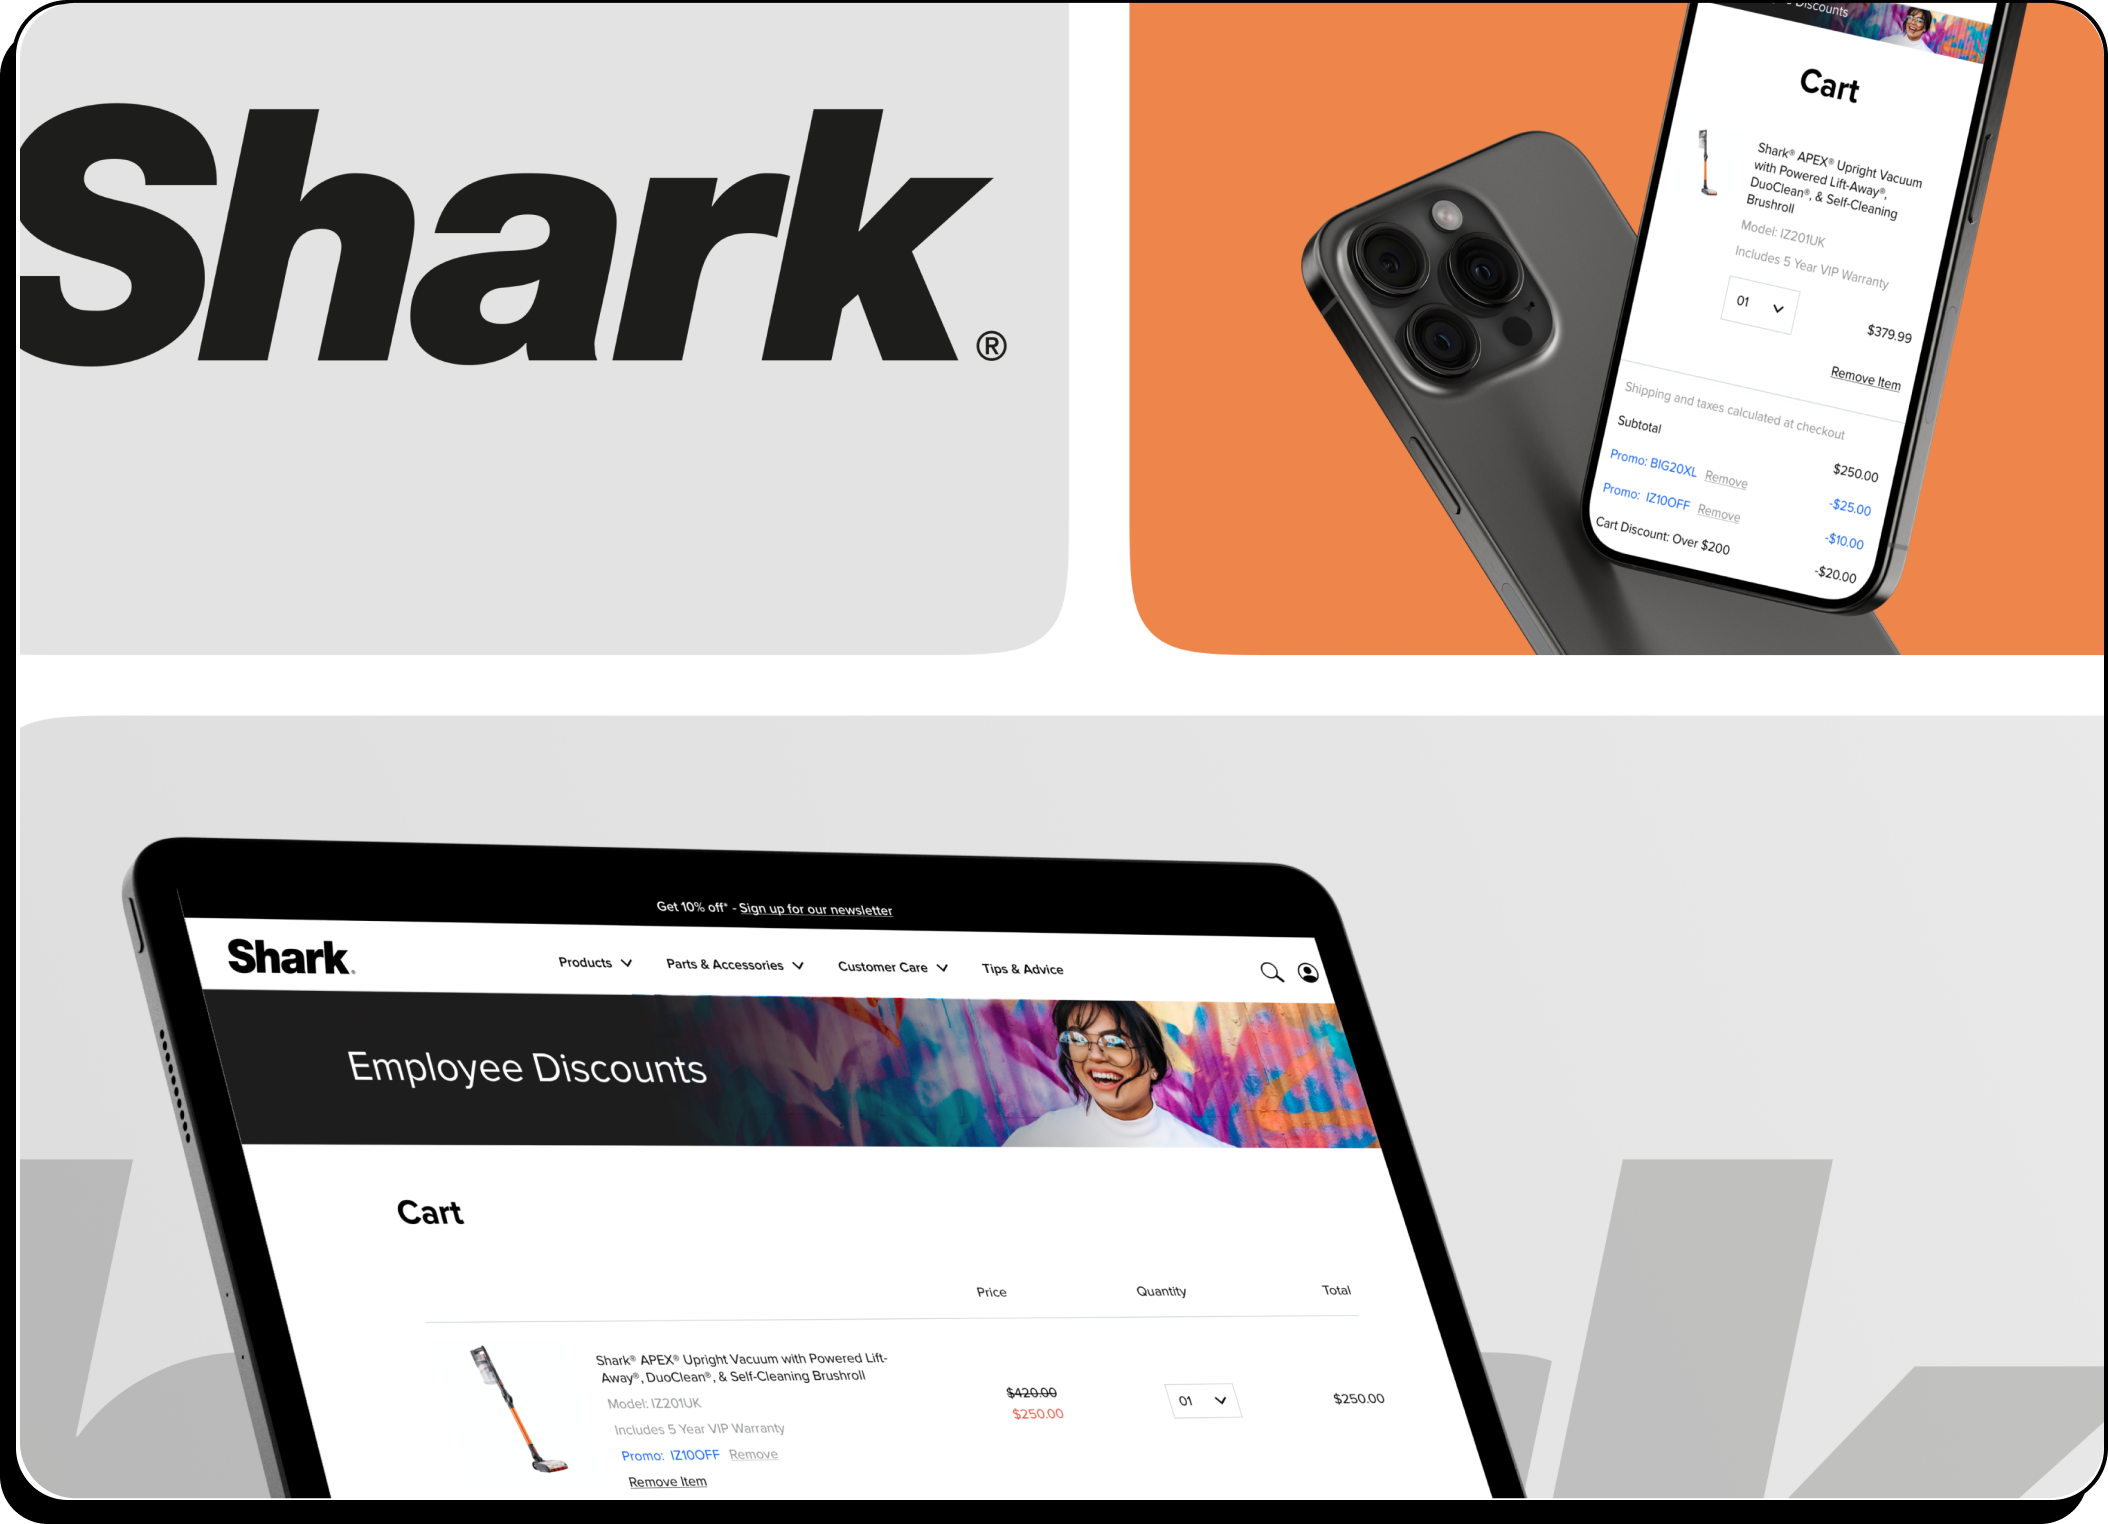 Shark®
Discounts
Cart
Shark® APEX® Upright Vacuum
with Powered Lift-Away®,
DuoClean®, & Self-Cleaning
Brushroll
Model: IZ201UK
Includes 5 Year VIP Warranty
01
$379.99
Remove Item
Shipping and taxes calculated at checkout
Subtotal $250.00
Promo: BIG20XL Remove -$25.00
Promo: IZ10OFF Remove -$10.00
Cart Discount: Over $200 -$20.00
Get 10% off* - Sign up for our newsletter
Shark
Products Parts & Accessories Customer Care Tips & Advice
Employee Discounts
Cart
Price Quantity Total
Shark® APEX® Upright Vacuum with Powered Lift-
Away®, DuoClean®, & Self-Cleaning Brushroll
Model: IZ201UK
Includes 5 Year VIP Warranty
Promo: IZ10OFF Remove
Remove Item
$420.00
$250.00
01
$250.00